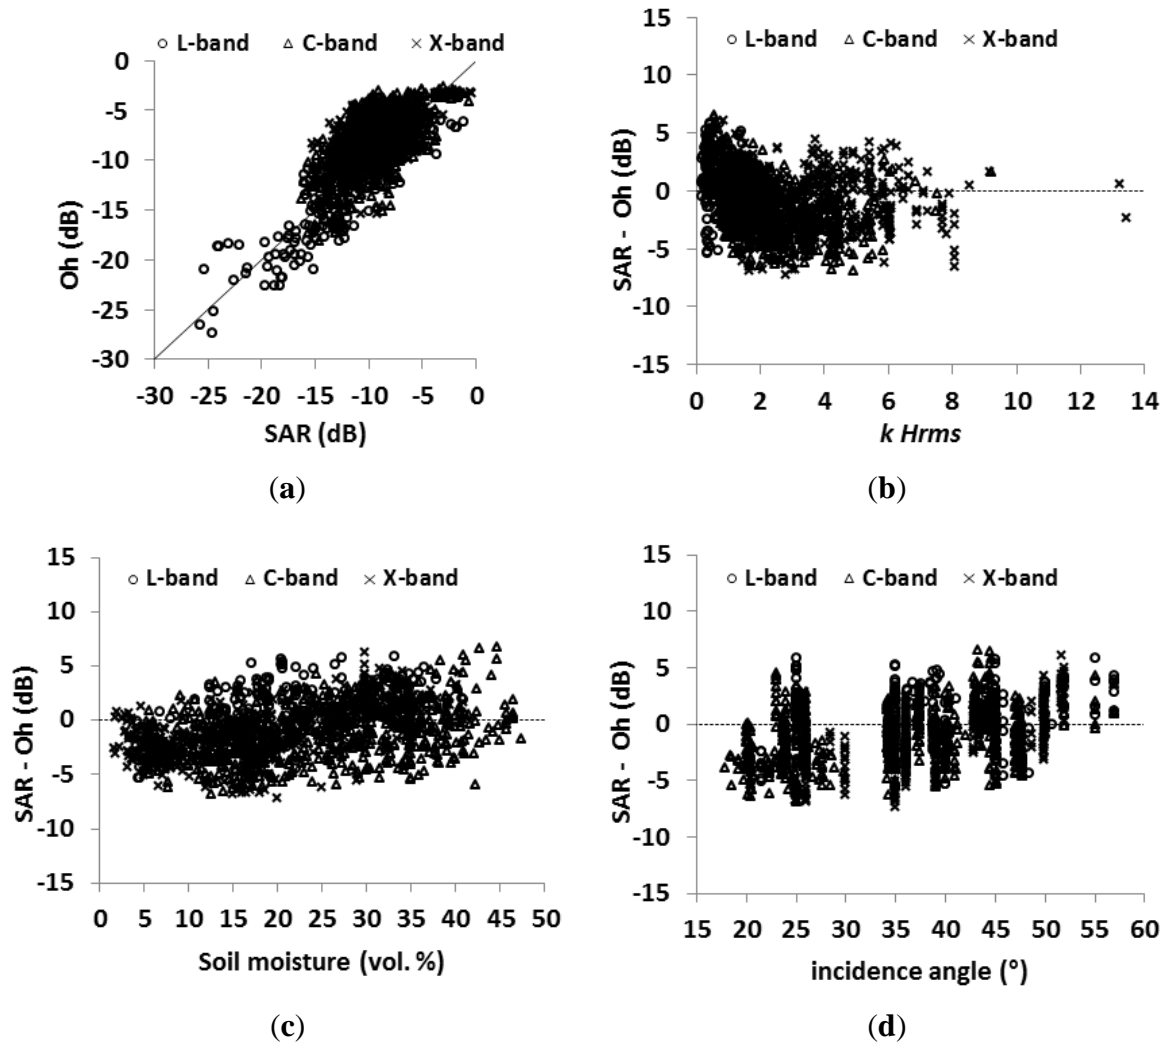 ○ L-band △ C-band × X-band
0
-5
-10
-15
-20
-25
-30
Oh (dB)
-30 -25 -20 -15 -10 -5 0
SAR (dB)
(a)
15
10
5
0
-5
-10
-15
SAR - Oh (dB)
○ L-band △ C-band × X-band
0 2 4 6 8 10 12 14
k Hrms
(b)
15
10
5
0
-5
-10
-15
SAR - Oh (dB)
○ L-band △ C-band × X-band
0 5 10 15 20 25 30 35 40 45 50
Soil moisture (vol. %)
(c)
15
10
5
0
-5
-10
-15
SAR - Oh (dB)
○ L-band △ C-band × X-band
15 20 25 30 35 40 45 50 55 60
incidence angle (°)
(d)